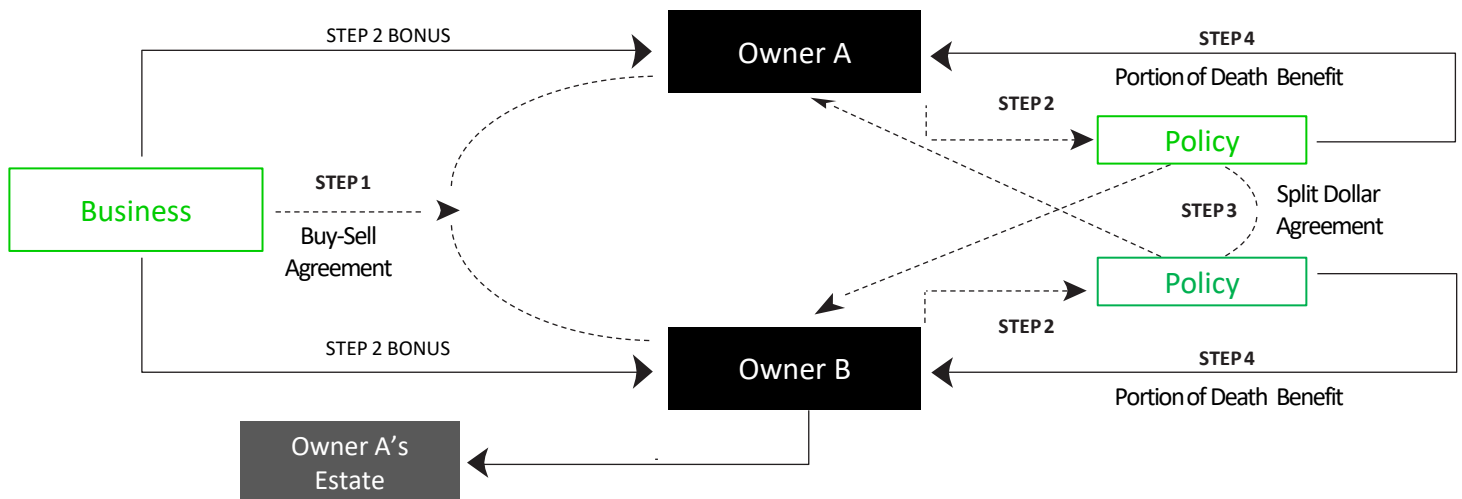 STEP 2 BONUS
Owner A
STEP 4
Portion of Death Benefit
STEP 2
Policy
Business
STEP 1
Buy-Sell
Agreement
STEP 3
Split Dollar
Agreement
Policy
STEP 2
STEP 2 BONUS
Owner B
STEP 4
Portion of Death Benefit
Owner A's
Estate